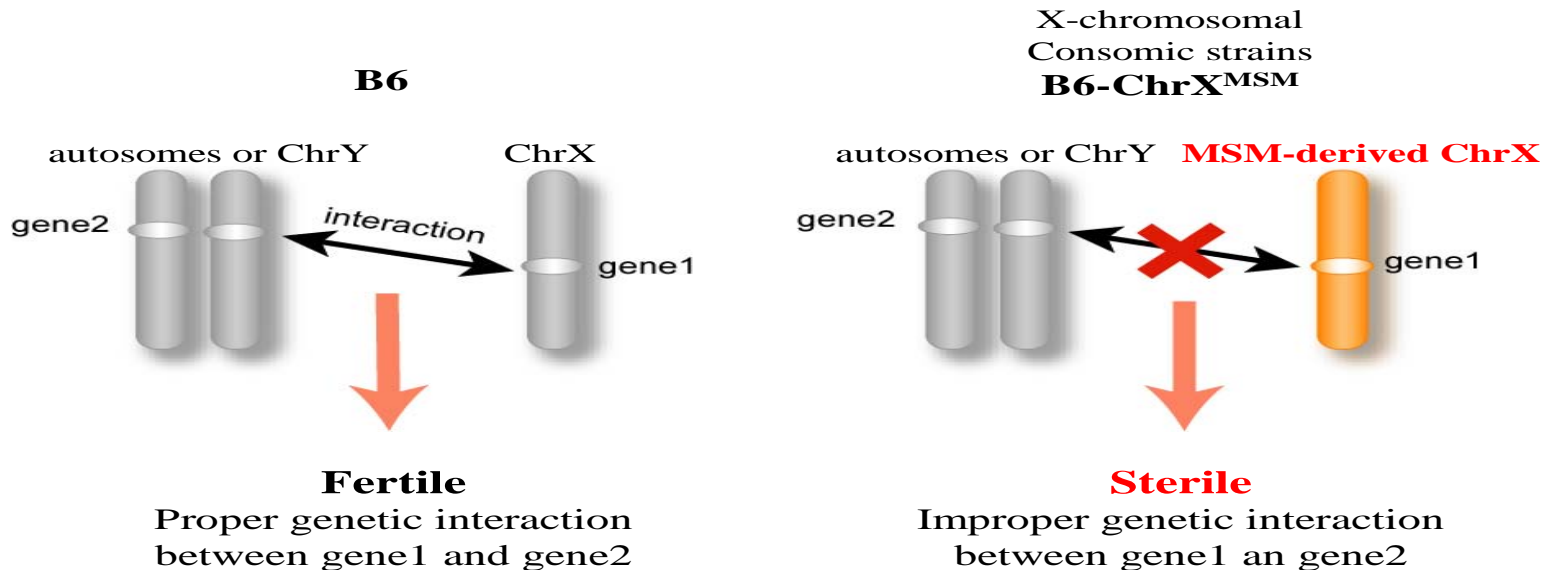 B6
autosomes or ChrY ChrX
gene2
interaction
gene1
Fertile
Proper genetic interaction
between gene1 and gene2
X-chromosomal
Consomic strains
B6-ChrXMSM
autosomes or ChrY MSM-derived ChrX
gene2
gene1
Sterile
Improper genetic interaction
between gene1 an gene2